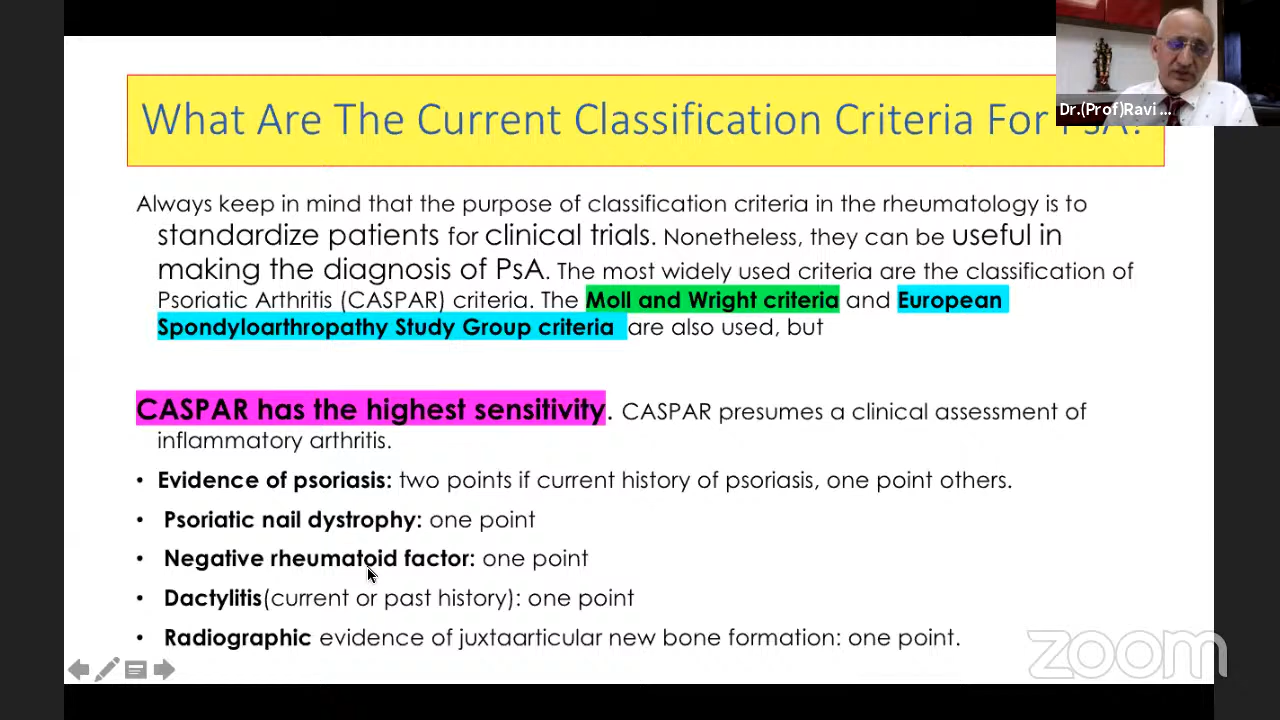 What Are The Current Classification Criteria For PsA?
Dr.(Prof)Ravi ...
Always keep in mind that the purpose of classification criteria in the rheumatology is to
standardize patients for clinical trials. Nonetheless, they can be useful in
making the diagnosis of PsA. The most widely used criteria are the classification of
Psoriatic Arthritis (CASPAR) criteria. The Moll and Wright criteria and European
Spondyloarthropathy Study Group criteria are also used, but
CASPAR has the highest sensitivity. CASPAR presumes a clinical assessment of
inflammatory arthritis.
• Evidence of psoriasis: two points if current history of psoriasis, one point others.
• Psoriatic nail dystrophy: one point
• Negative rheumatoid factor: one point
• Dactylitis(current or past history): one point
• Radiographic evidence of juxtaarticular new bone formation: one point.
zoom